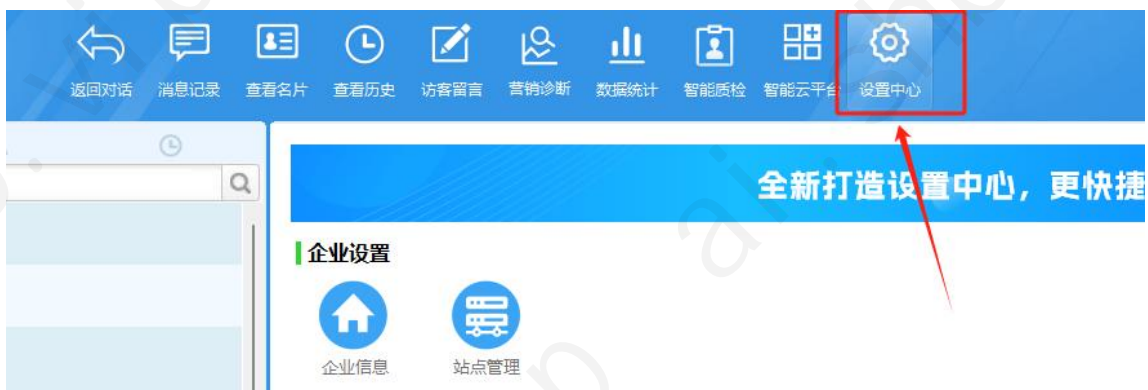 返回对话 消息记录 查看名片 查看历史 访客留言 营销诊断 数据统计 智能质检 智能云平台 设置中心
全新打造设置中心，更快捷
企业设置
企业信息 站点管理